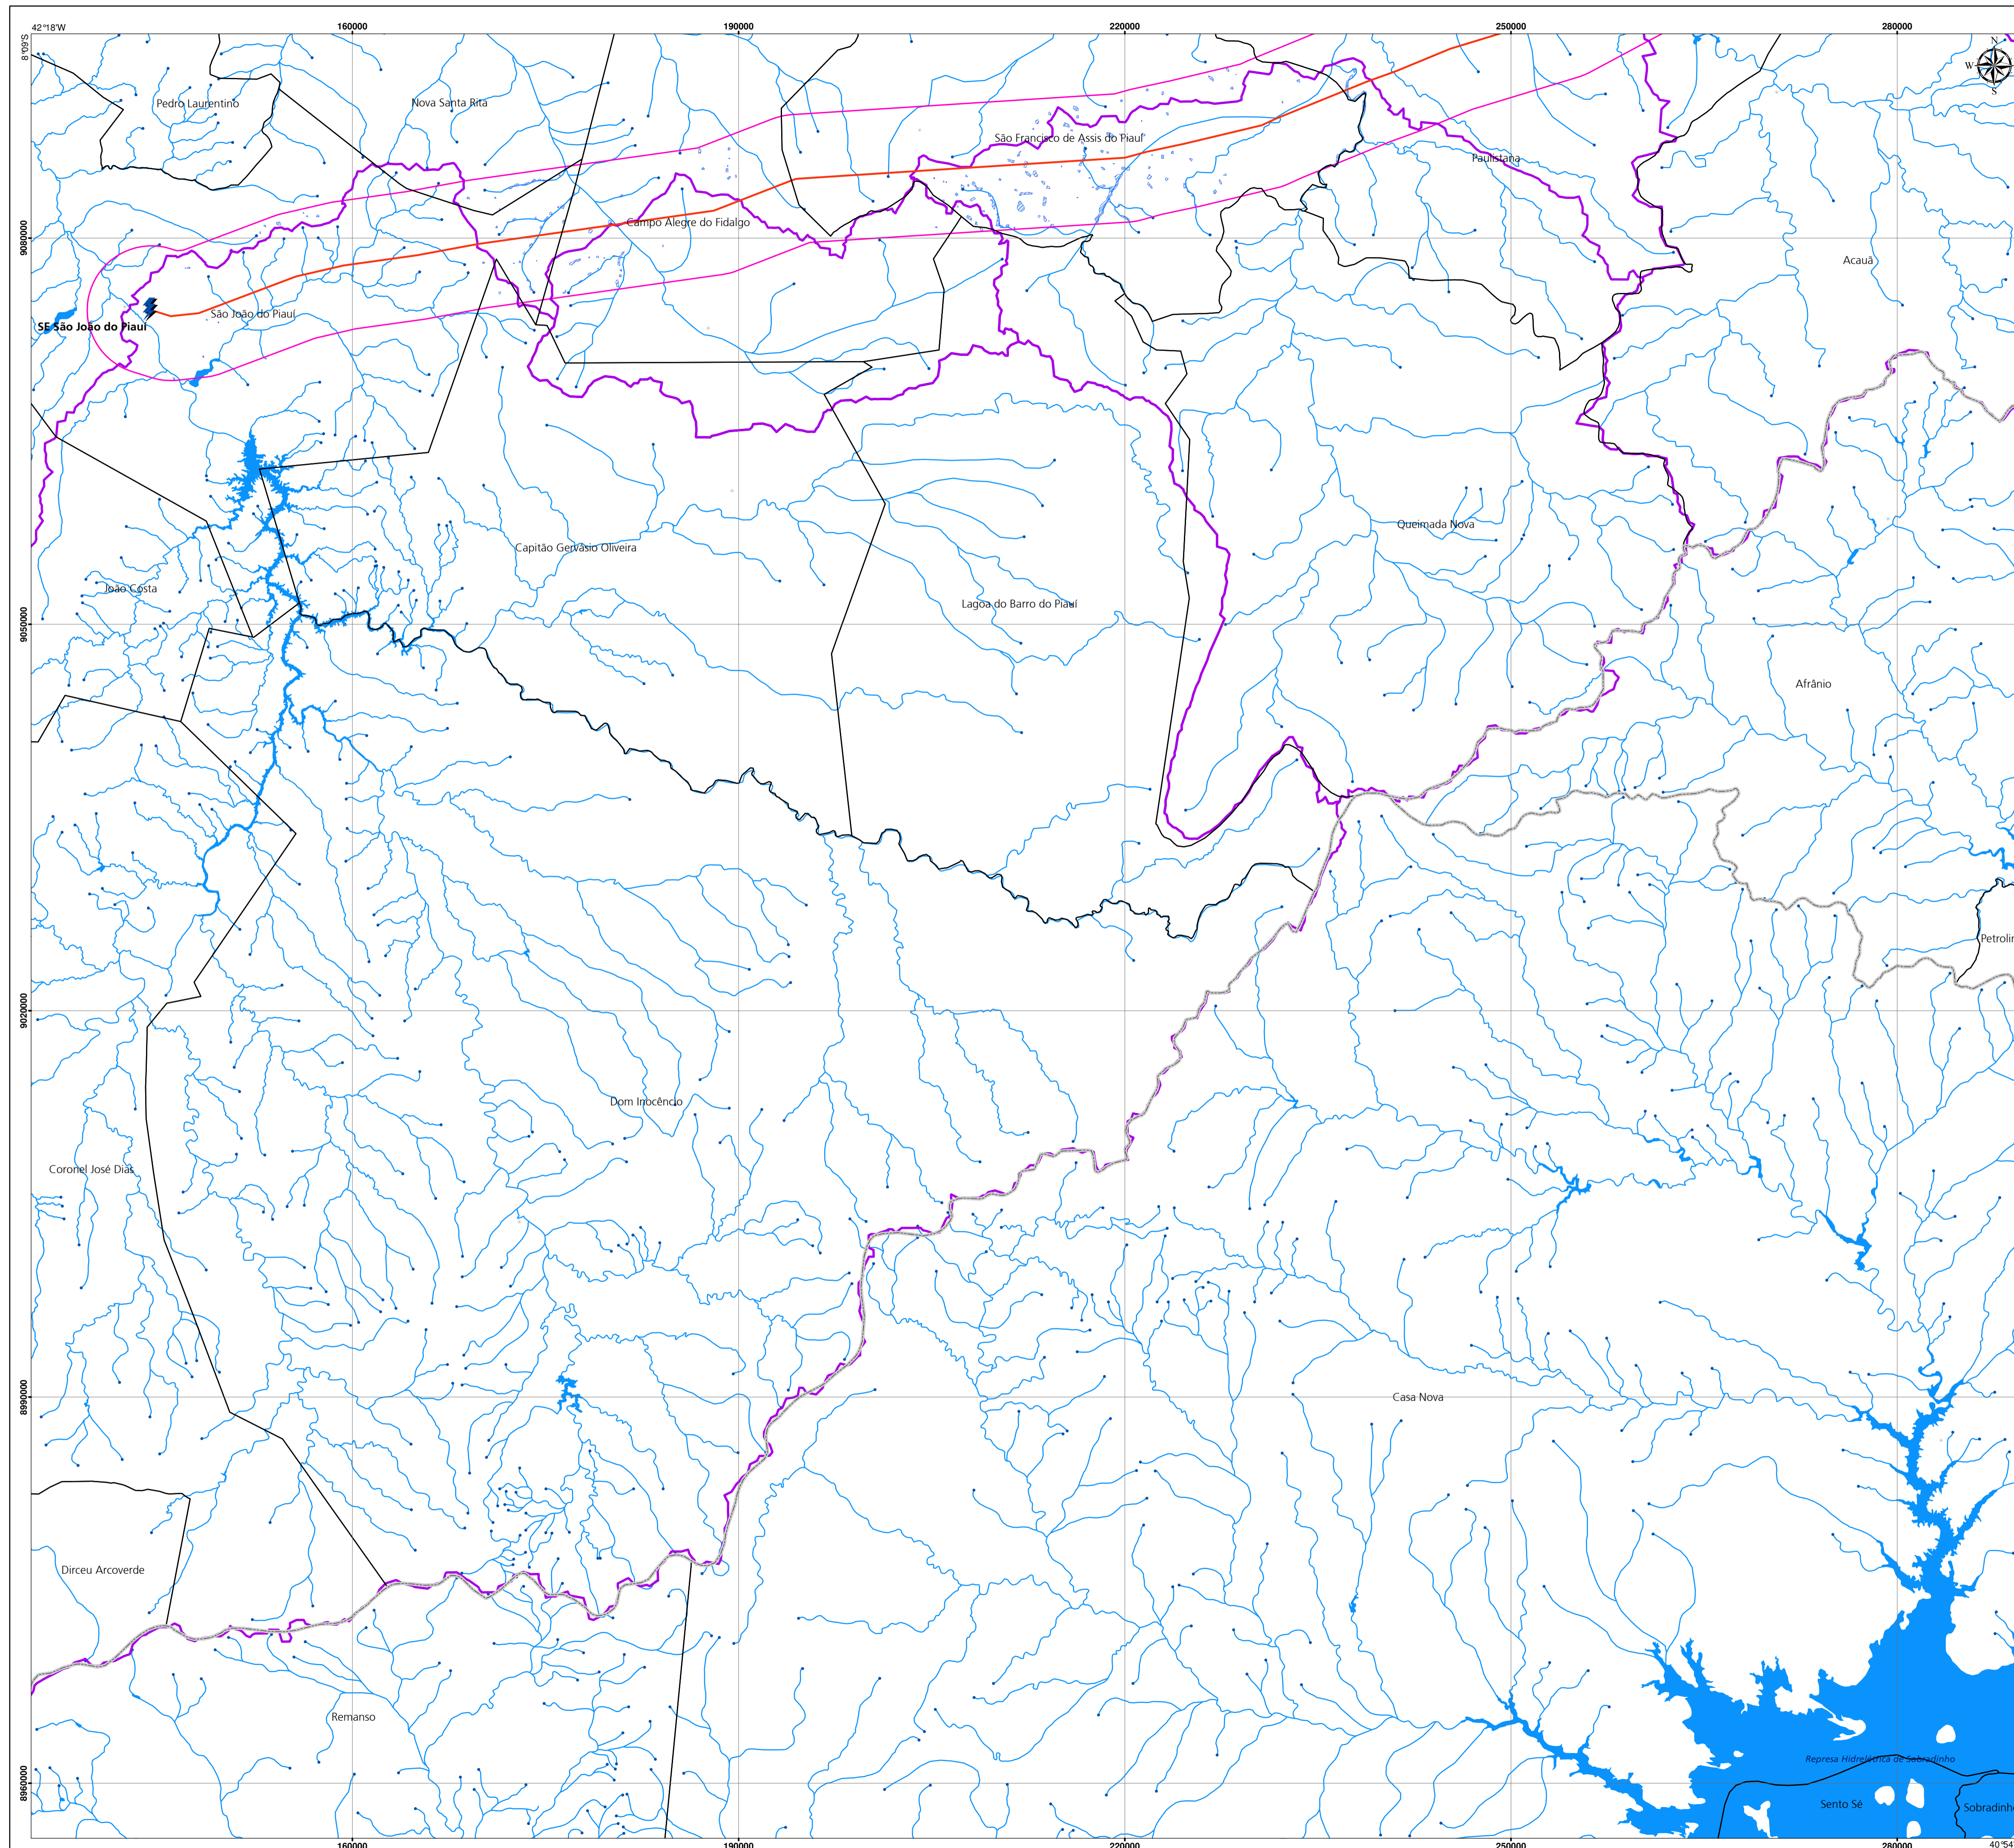 160000 190000 220000 250000 280000
42°18'W
8°09'S
N
W
S
Pedro Laurentino
Nova Santa Rita
São Francisco de Assis do Piauí
Paulistana
Campo Alegre do Fidalgo
9080000
Acauã
São João do Piauí
SE São João do Piauí
Queimada Nova
Capitão Gervásio Oliveira
João Costa
Lagoa do Barro do Piauí
9050000
Afrânio
Petrolin
9020000
Dom Inocêncio
Coronel José Dias
8990000
Casa Nova
Dirceu Arcoverde
Remanso
Represa Hidrelétrica de Sobradinho
8960000
Sento Sé
Sobradinho
160000 190000 220000 250000 280000
40°54'